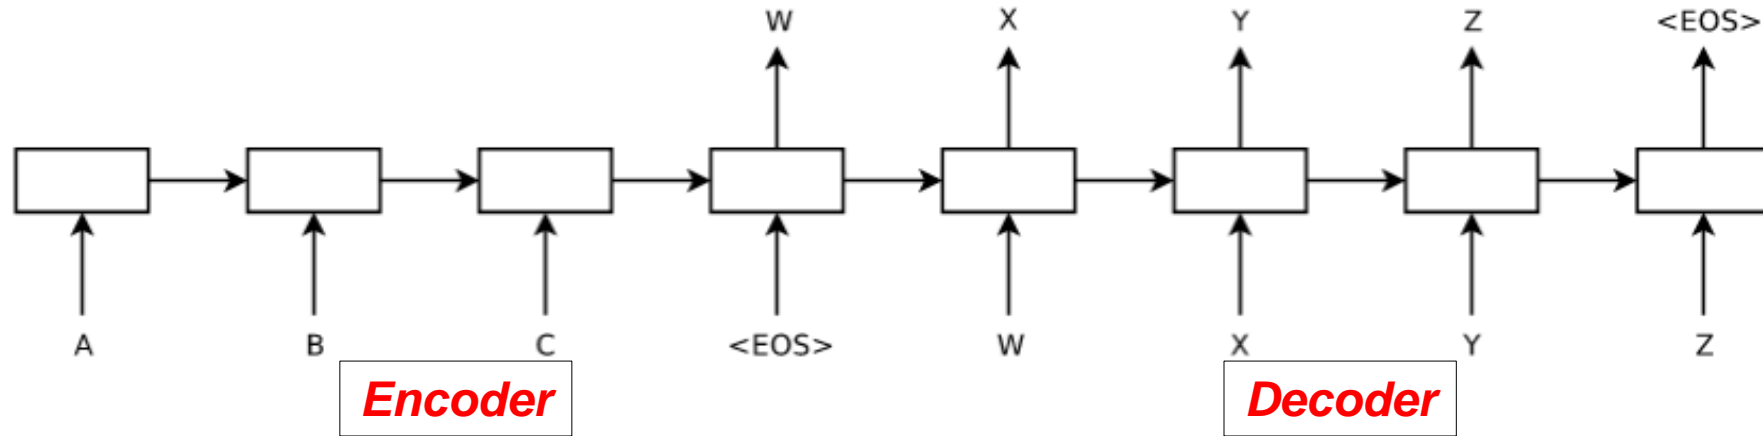 W X Y Z <EOS>
A B C <EOS> W X Y Z
Encoder Decoder